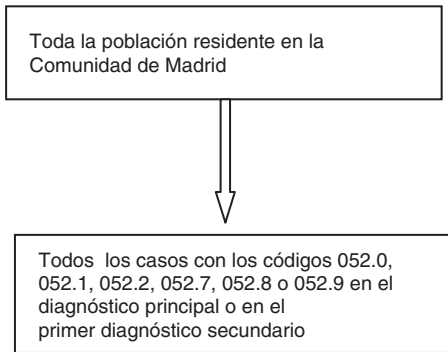 Toda la población residente en la
Comunidad de Madrid
Todos los casos con los códigos 052.0,
052.1, 052.2, 052.7, 052.8 o 052.9 en el
diagnóstico principal o en el
primer diagnóstico secundario